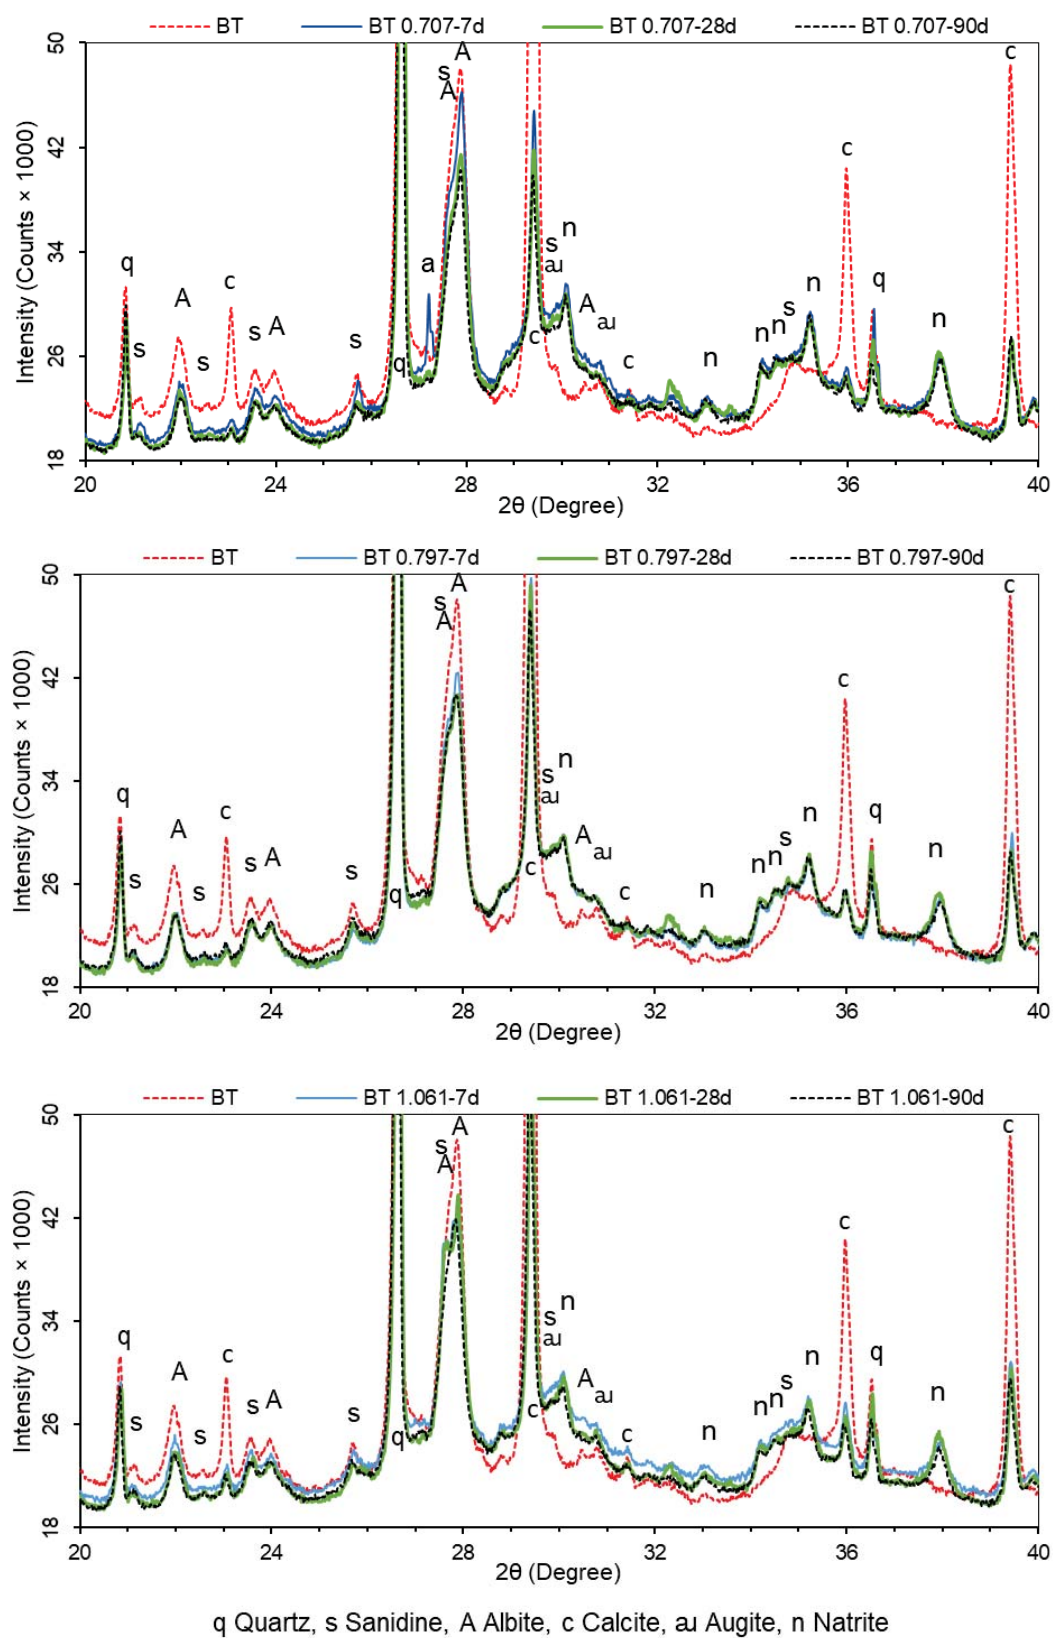 BT BT 0.707-7d BT 0.707-28d BT 0.707-90d
50
42
34
26
18
Intensity (Counts × 1000)
q s A s c s A s q a s A A c s au n A au c n n n s n c q n c
20 24 28 32 36 40
2θ (Degree)
BT BT 0.797-7d BT 0.797-28d BT 0.797-90d
50
42
34
26
18
Intensity (Counts × 1000)
q s A s c s A s q s A A c s au n A au c n n n s n c q n c
20 24 28 32 36 40
2θ (Degree)
BT BT 1.061-7d BT 1.061-28d BT 1.061-90d
50
42
34
26
18
Intensity (Counts × 1000)
q s A s c s A s q s A A c s au n A au c n n n s n c q n c
20 24 28 32 36 40
2θ (Degree)
q Quartz, s Sanidine, A Albite, c Calcite, au Augite, n Natrite